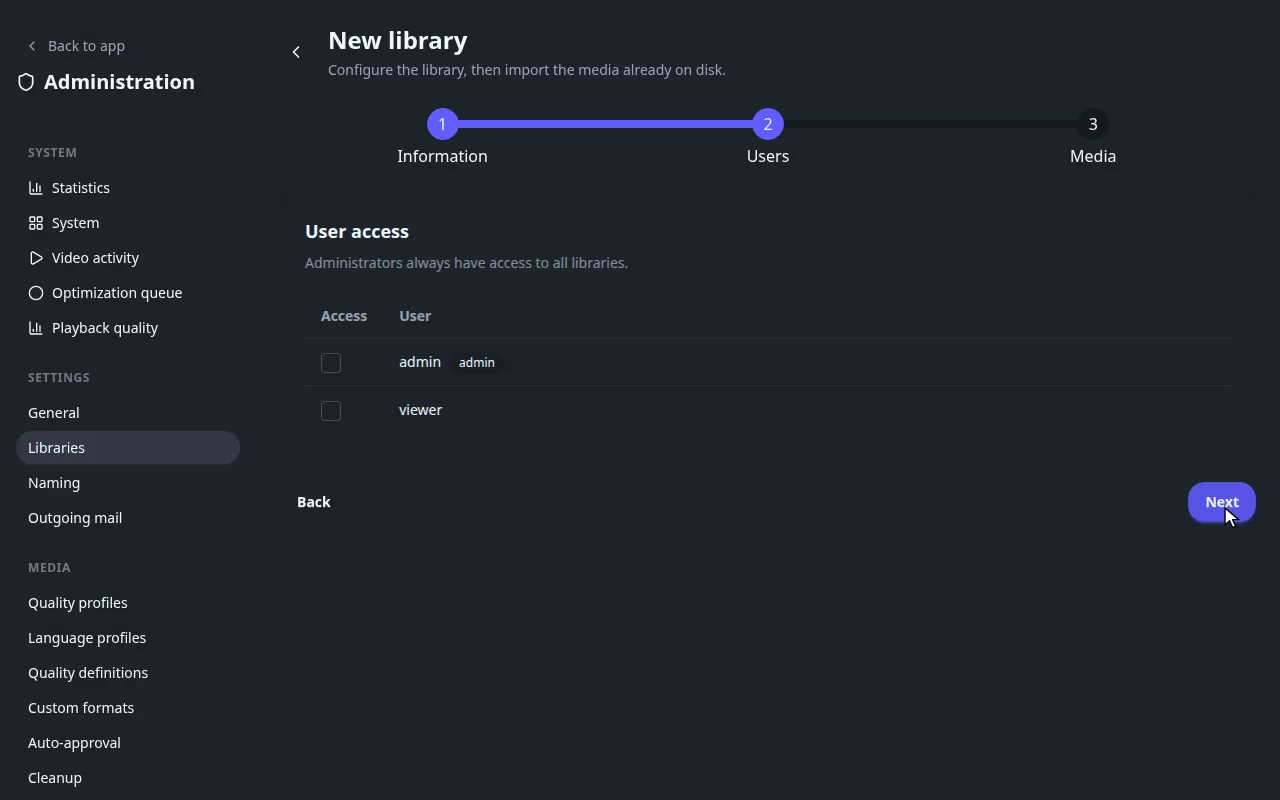 Back to app
Administration
SYSTEM
Statistics
System
Video activity
Optimization queue
Playback quality
SETTINGS
General
Libraries
Naming
Outgoing mail
MEDIA
Quality profiles
Language profiles
Quality definitions
Custom formats
Auto-approval
Cleanup
New library
Configure the library, then import the media already on disk.
1 2 3
Information Users Media
User access
Administrators always have access to all libraries.
Access User
admin admin
viewer
Back Next